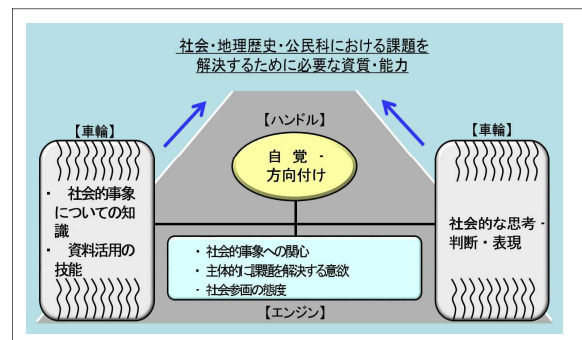 社会・地理歴史・公民科における課題を
解決するために必要な資質・能力
【車輪】
・ 社会的事象
についての知
識
・ 資料活用の
技能
【ハンドル】
自 覚 ・
方向付け
・社会的事象への関心
・主体的に課題を解決する意欲
・社会参画の態度
【エンジン】
【車輪】
社会的な思考・
判断・表現